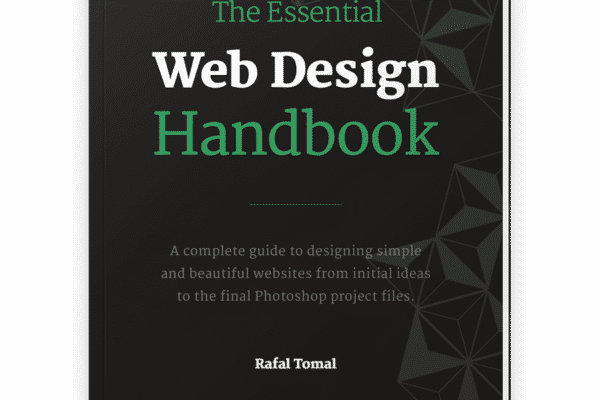 The Essential
Web Design
Handbook
A complete guide to designing simple
and beautiful websites from initial ideas
to the final Photoshop project files.
Rafal Tomal